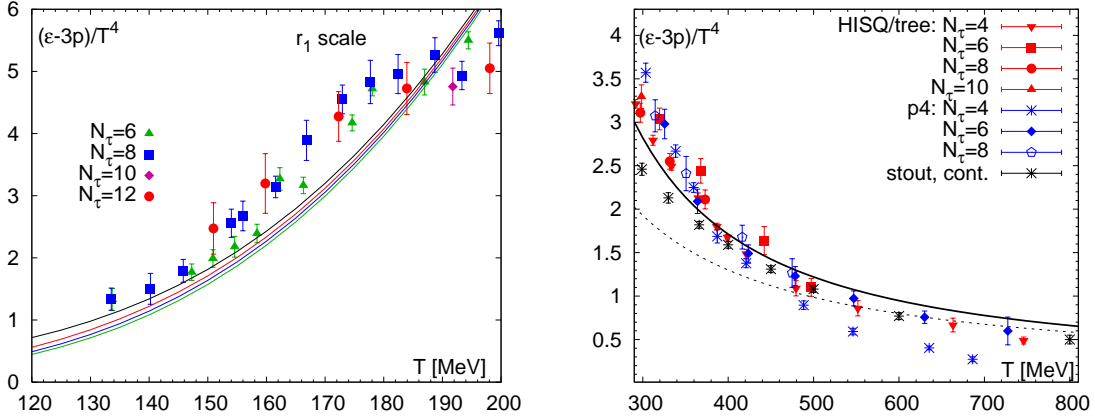 (ε-3p)/T⁴
r₁ scale
6
5
4
3
2
1
0
N_τ=6
N_τ=8
N_τ=10
N_τ=12
T [MeV]
120 130 140 150 160 170 180 190 200
(ε-3p)/T⁴
HISQ/tree: N_τ=4
N_τ=6
N_τ=8
N_τ=10
p4: N_τ=4
N_τ=6
N_τ=8
stout, cont.
4
3.5
3
2.5
2
1.5
1
0.5
T [MeV]
300 400 500 600 700 800